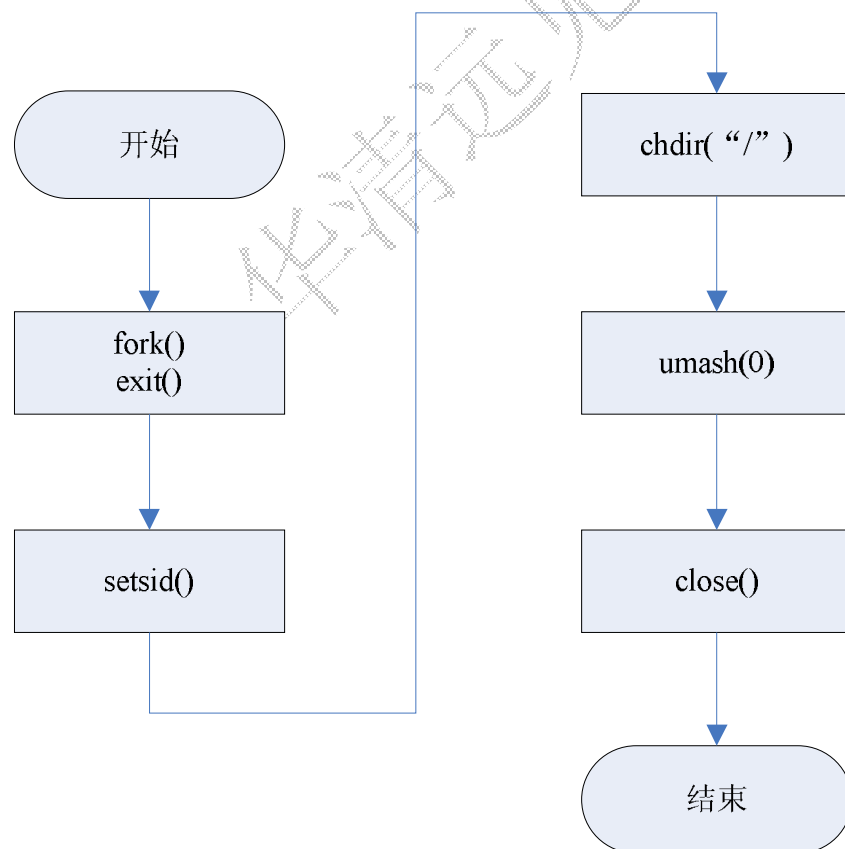 开始
fork()
exit()
setsid()
chdir(“/”)
umash(0)
close()
结束
华清远见